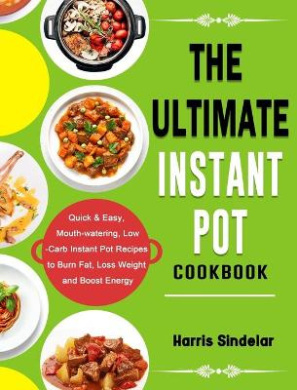 THE
ULTIMATE
INSTANT
POT
COOKBOOK
Quick & Easy,
Mouth-watering, Low
-Carb Instant Pot Recipes
to Burn Fat, Loss Weight
and Boost Energy
Harris Sindelar